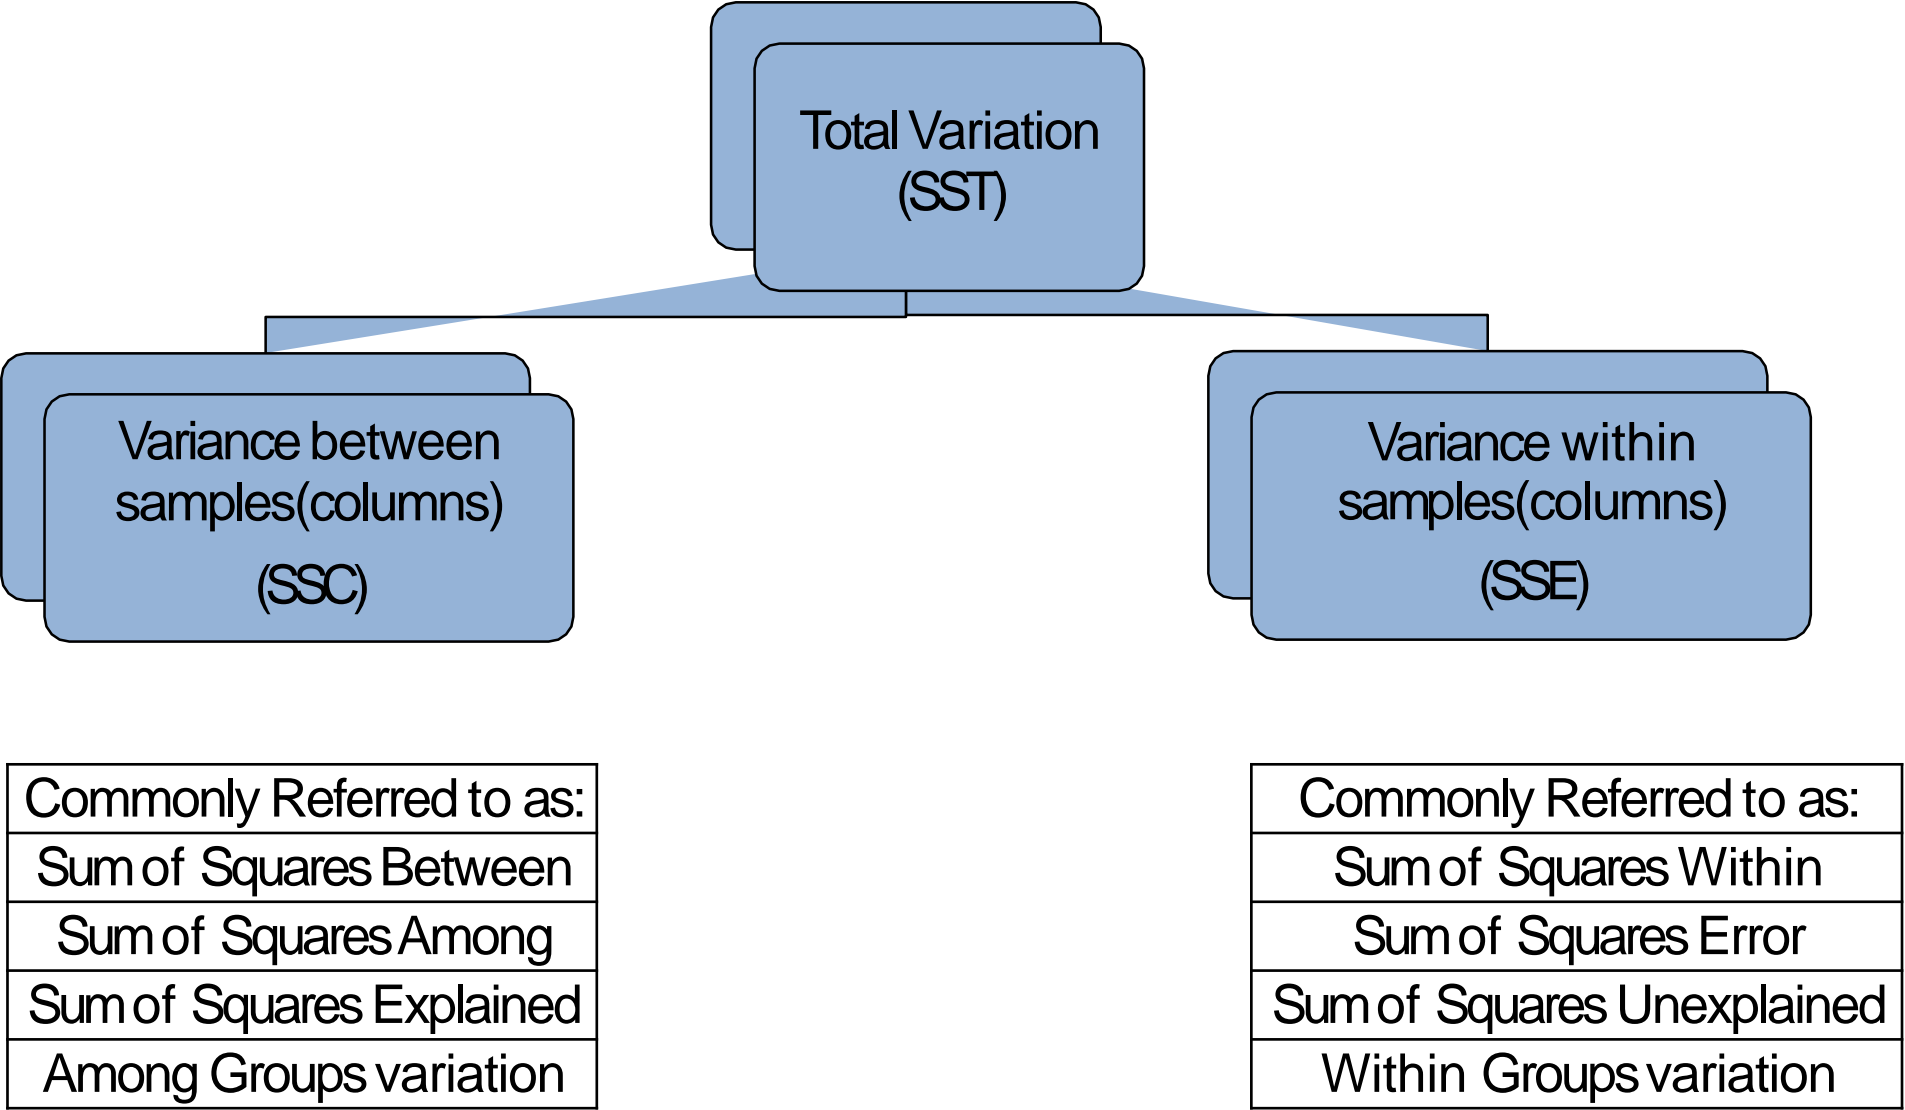 Total Variation
(SST)
Variance between
samples(columns)
(SSC)
Variance within
samples(columns)
(SSE)
Commonly Referred to as:
Sum of Squares Between
Sum of Squares Among
Sum of Squares Explained
Among Groups variation
Commonly Referred to as:
Sum of Squares Within
Sum of Squares Error
Sum of Squares Unexplained
Within Groups variation